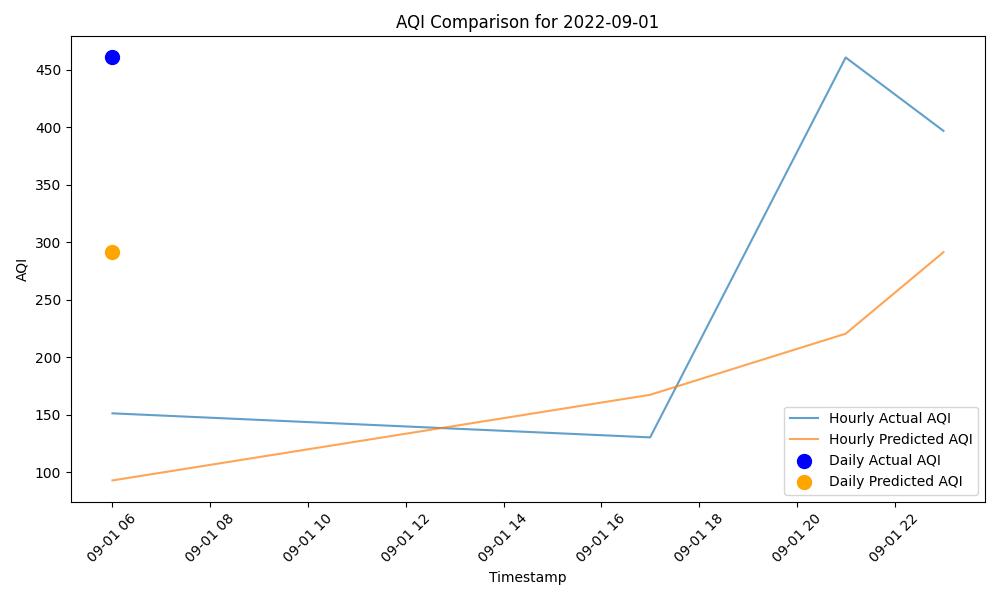 AQI Comparison for 2022-09-01
AQI
450
400
350
300
250
200
150
100
Hourly Actual AQI
Hourly Predicted AQI
Daily Actual AQI
Daily Predicted AQI
09-01 06
09-01 08
09-01 10
09-01 12
09-01 14
09-01 16
09-01 18
09-01 20
09-01 22
Timestamp